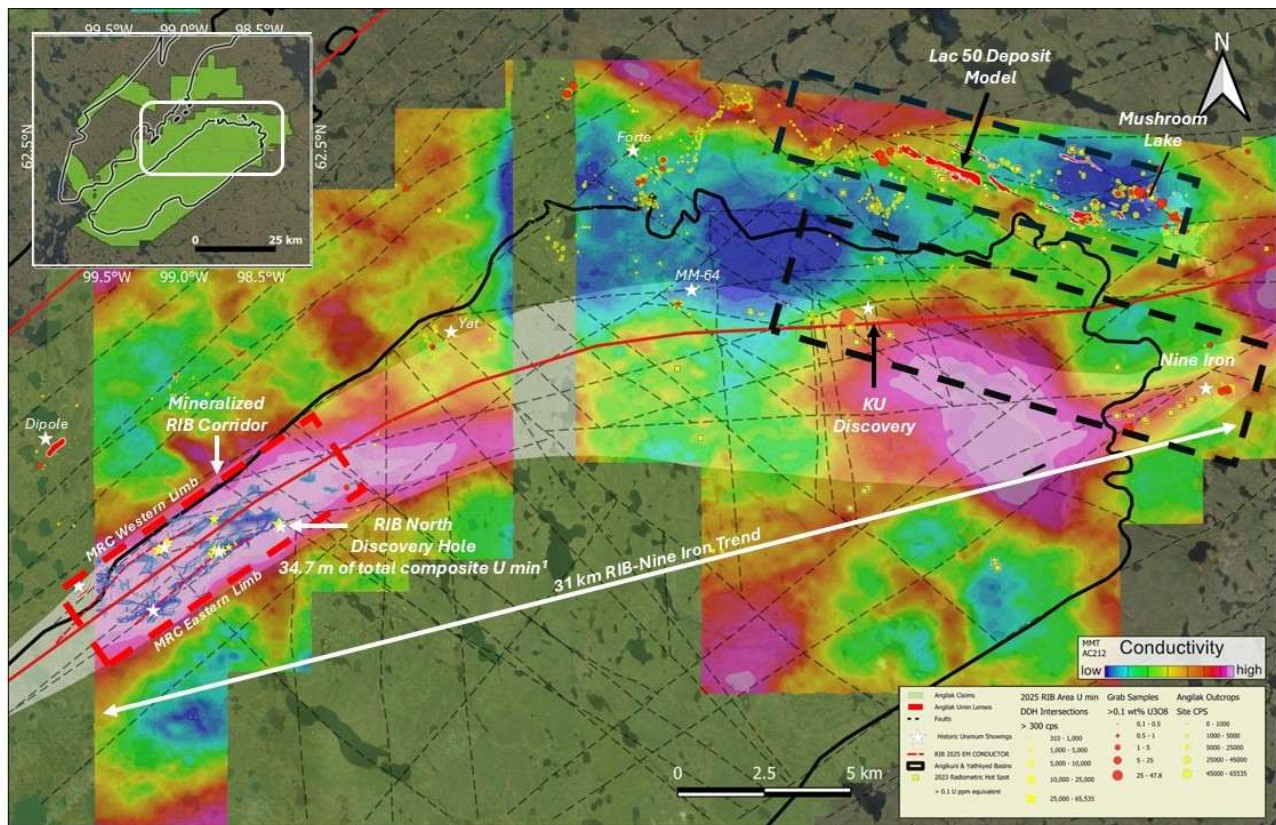 99.5°W 99.0°W 98.5°W
62.5°N
62.5°N
0 25 km
99.5°W 99.0°W 98.5°W
N
Lac 50 Deposit
Model
Mushroom
Lake
Forte
MM-64
Yat
Nine Iron
KU
Discovery
Dipole
Mineralized
RIB Corridor
MRC Western Limb
RIB North
Discovery Hole
34.7 m of total composite U min¹
MRC Eastern Limb
31 km RIB-Nine Iron Trend
MMT
AC212
Conductivity
low high
0 2.5 5 km
Angilak Claims
Angilak Umin Lenses
Faults
Historic Uranium Showings
RIB 2025 EM CONDUCTOR
Angikuni & Yathkyed Basins
2023 Radiometric Hot Spot
> 0.1 U ppm equivalent
2025 RIB Area U min
DDH Intersections
> 300 cps
310 - 1,000
1,000 - 5,000
5,000 - 10,000
10,000 - 25,000
25,000 - 65,535
Grab Samples
>0.1 wt% U3O8
0.1 - 0.5
0.5 - 1
1 - 5
5 - 25
25 - 47.8
Angilak Outcrops
Site CPS
0 - 1000
1000 - 5000
5000 - 25000
25000 - 45000
45000 - 65535